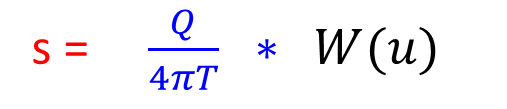 s = Q/4πT * W(u)